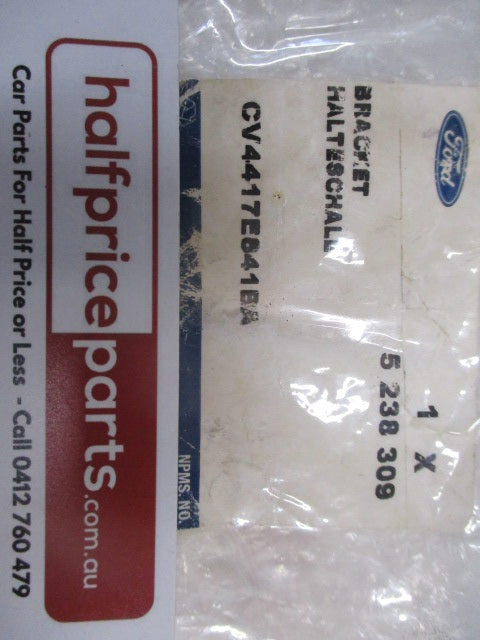 Ford
1 X
5 238 309
BRACKET
HALTESCHALE
CV4417E841BA
NPMS. NO.
halfpriceparts.com.au
Car Parts For Half Price or Less - Call 0412 760 479